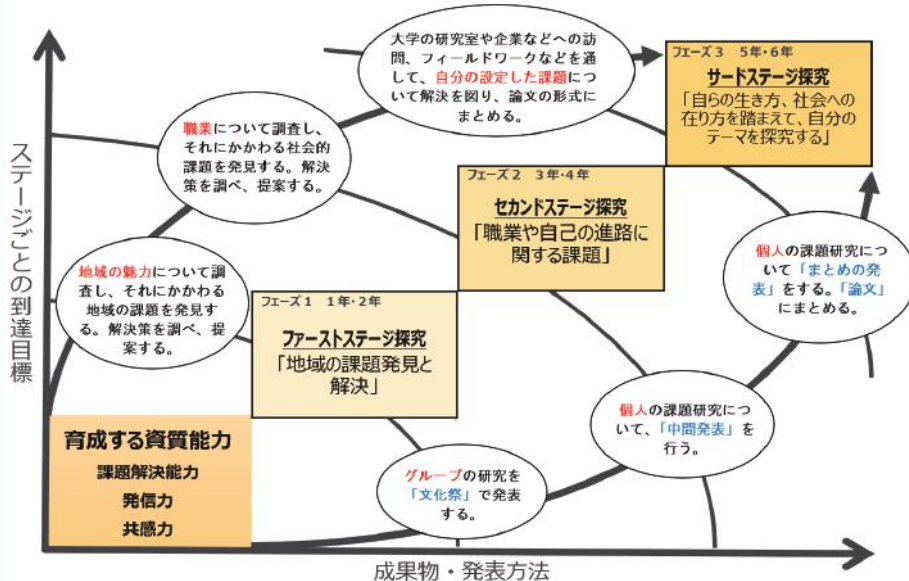 大学の研究室や企業などへの訪
問、フィールドワークなどを通
して、自分の設定した課題につ
いて解決を図り、論文の形式に
まとめる。
フェーズ3 5年・6年
サードステージ探究
「自らの生き方、社会への
在り方を踏まえて、自分の
テーマを探究する」
職業について調査し、
それにかかわる社会的
課題を発見する。解決
策を調べ、提案する。
フェーズ2 3年・4年
セカンドステージ探究
「職業や自己の進路に
関する課題」
ステージごとの到達目標
地域の魅力について調
査し、それにかかわる
地域の課題を発見す
る。解決策を調べ、提
案する。
フェーズ1 1年・2年
ファーストステージ探究
「地域の課題発見と
解決」
個人の課題研究につ
いて「まとめの発
表」をする。「論文」
にまとめる。
個人の課題研究につ
いて、「中間発表」を
行う。
グループの研究を
「文化祭」で発表
する。
育成する資質能力
課題解決能力
発信力
共感力
成果物・発表方法